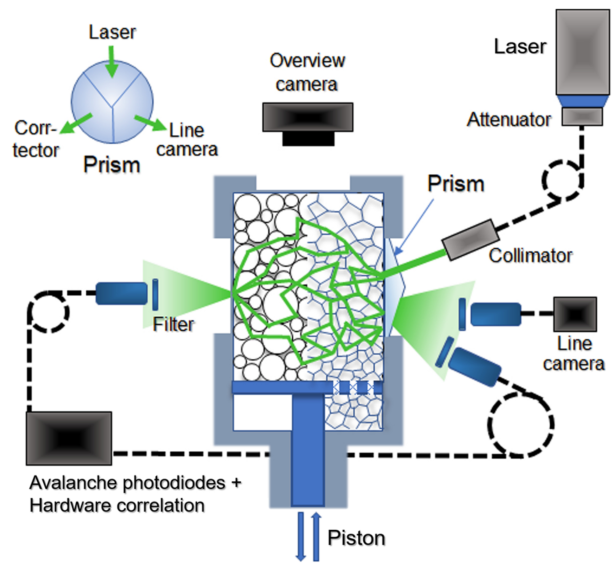 Laser
Corr-
tector
Line
camera
Prism
Overview
camera
Laser
Attenuator
Prism
Collimator
Filter
Line
camera
Avalanche photodiodes +
Hardware correlation
Piston